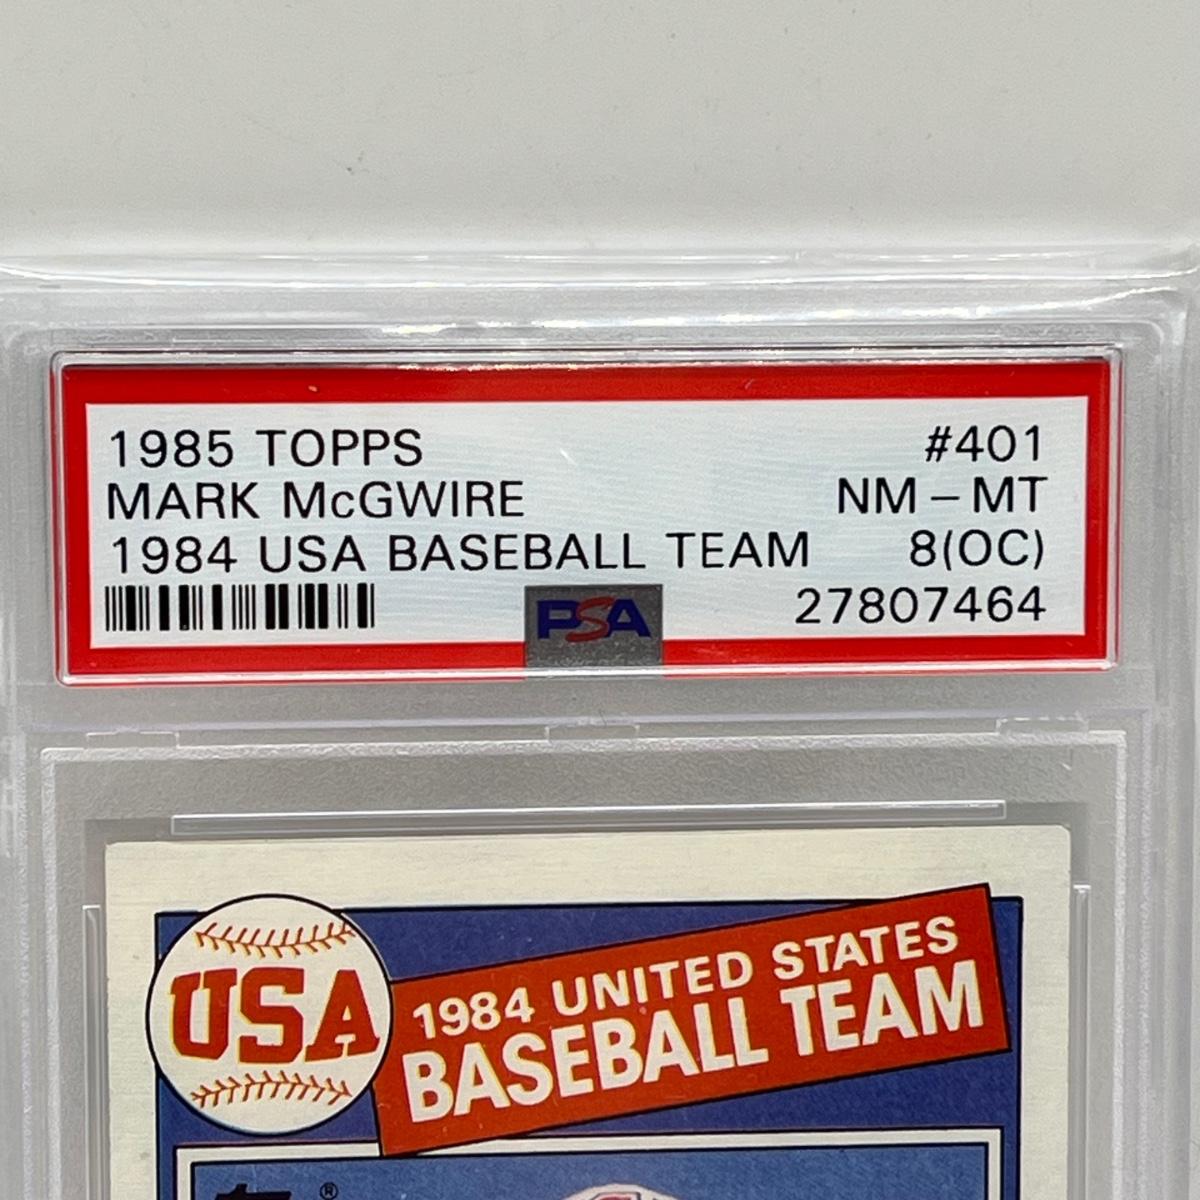 1985 TOPPS #401
MARK McGWIRE NM - MT
1984 USA BASEBALL TEAM 8(OC)
PSA 27807464
USA
1984 UNITED STATES
BASEBALL TEAM
®